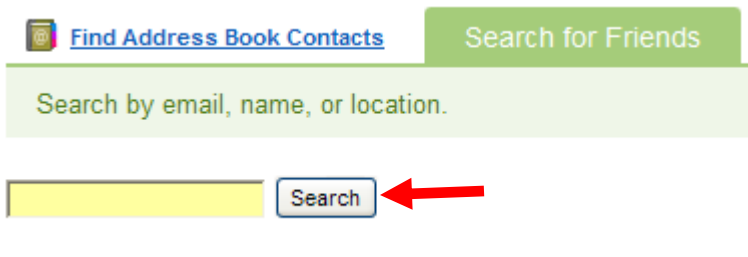 Find Address Book Contacts Search for Friends
Search by email, name, or location.
Search